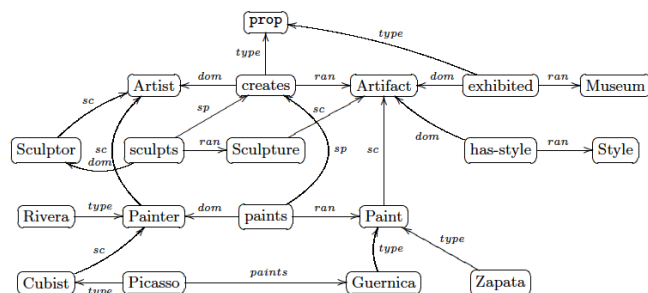 prop
type type
Artist dom creates ran Artifact dom exhibited ran Museum
sc sp sc dom
Sculptor dom sculpts ran Sculpture has-style ran Style
sc sp sc
Rivera type Painter dom paints ran Paint
sc type type
Cubist type Picasso paints Guernica Zapata